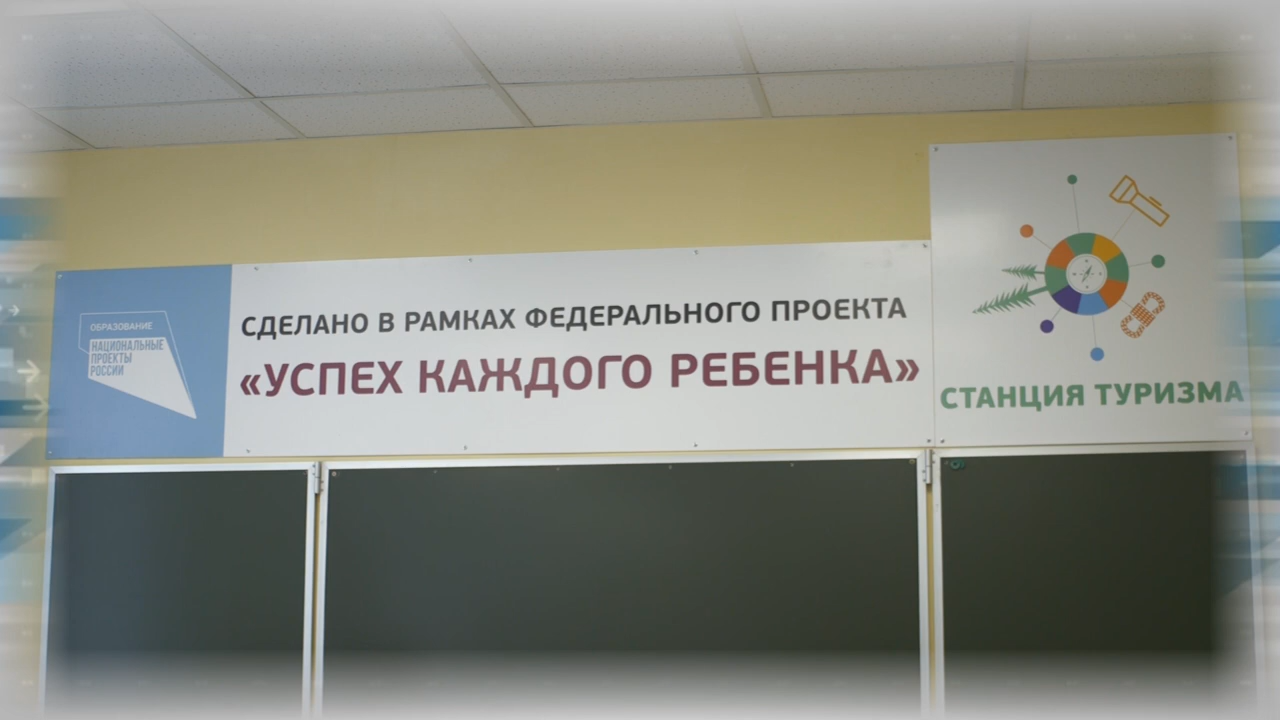 ОБРАЗОВАНИЕ
НАЦИОНАЛЬНЫЕ
ПРОЕКТЫ
РОССИИ
СДЕЛАНО В РАМКАХ ФЕДЕРАЛЬНОГО ПРОЕКТА
«УСПЕХ КАЖДОГО РЕБЕНКА»
СТАНЦИЯ ТУРИЗМА